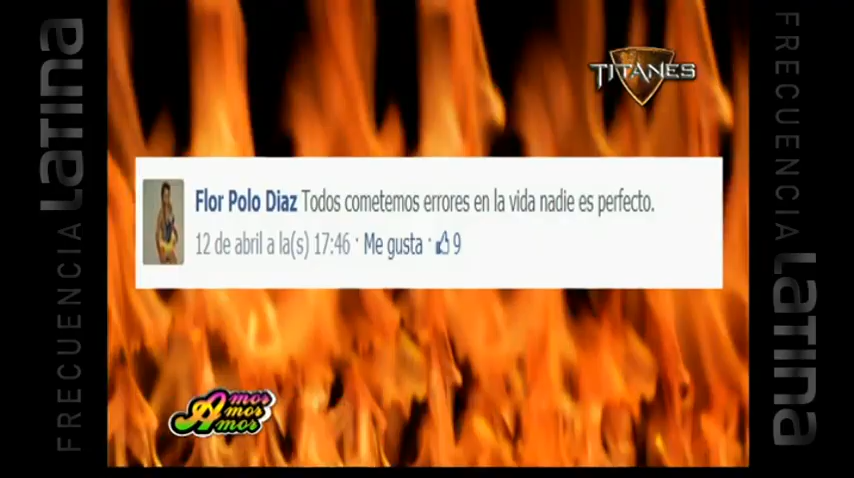 FRECUENCIA LATINA
TITANES
Flor Polo Diaz Todos cometemos errores en la vida nadie es perfecto.
12 de abril a la(s) 17:46 · Me gusta · 9
Amor
Amor
Amor
FRECUENCIA LATINA